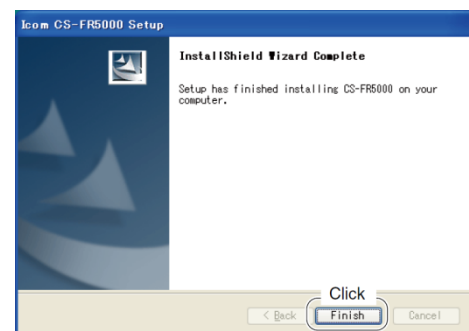 Icom CS-FR5000 Setup
InstallShield Wizard Complete
Setup has finished installing CS-FR5000 on your
computer.
Click
< Back Finish Cancel